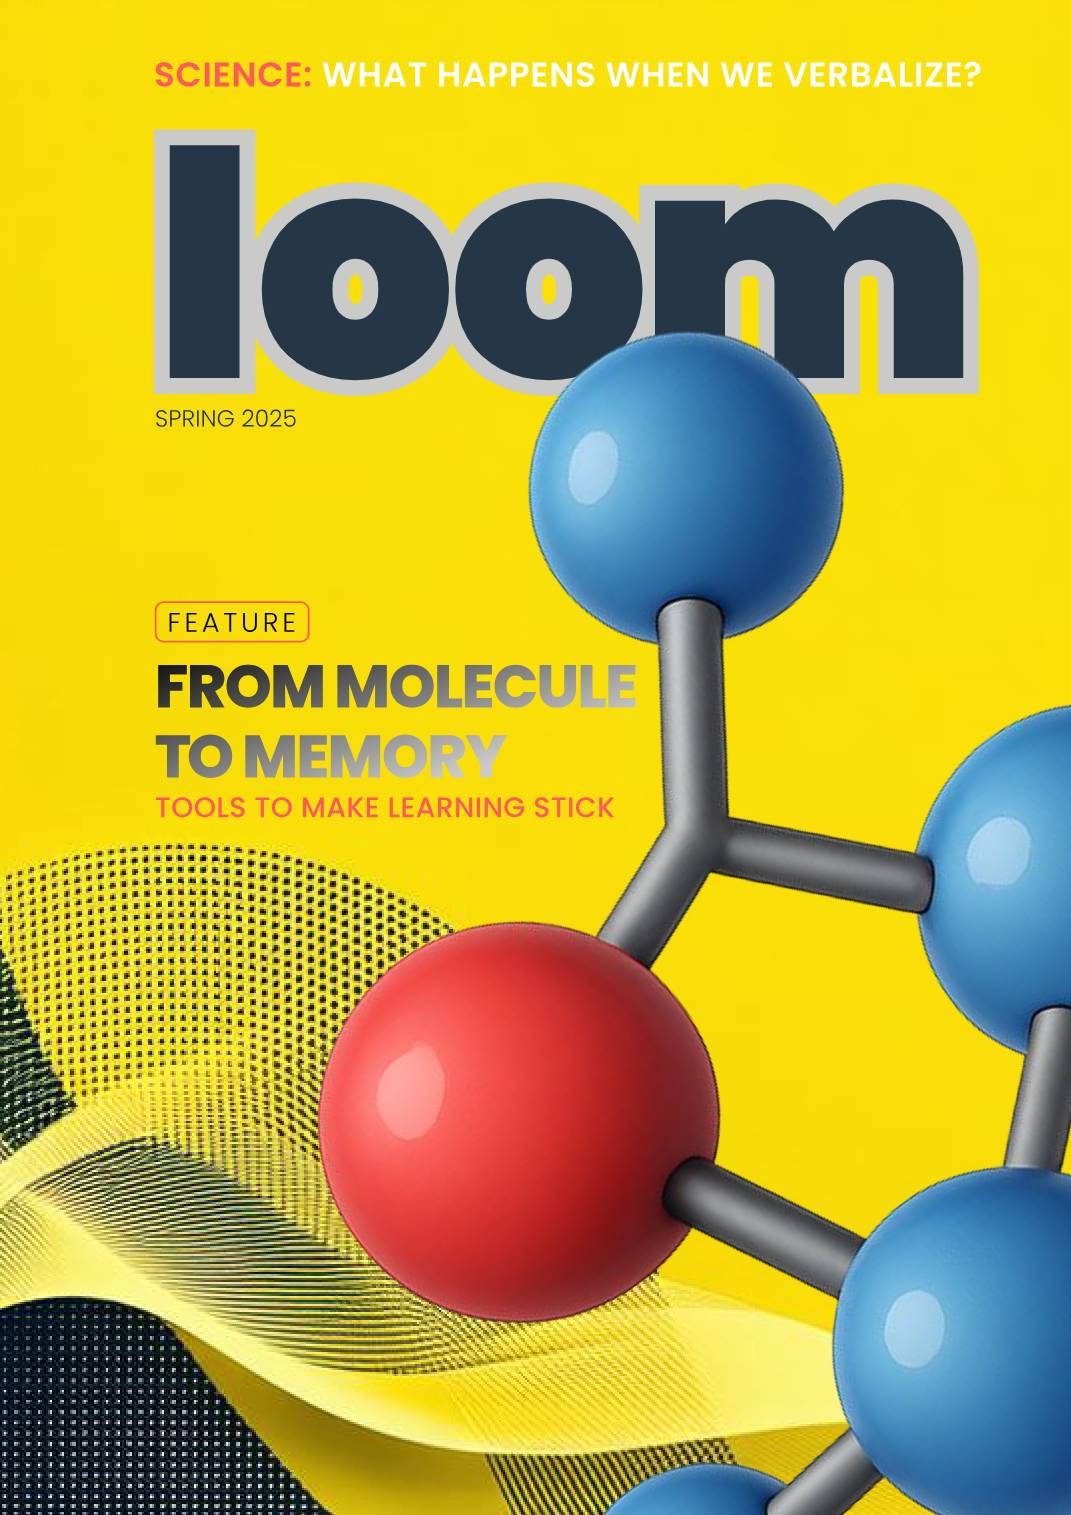 SCIENCE: WHAT HAPPENS WHEN WE VERBALIZE?
loom
SPRING 2025
FEATURE
FROM MOLECULE
TO MEMORY
TOOLS TO MAKE LEARNING STICK